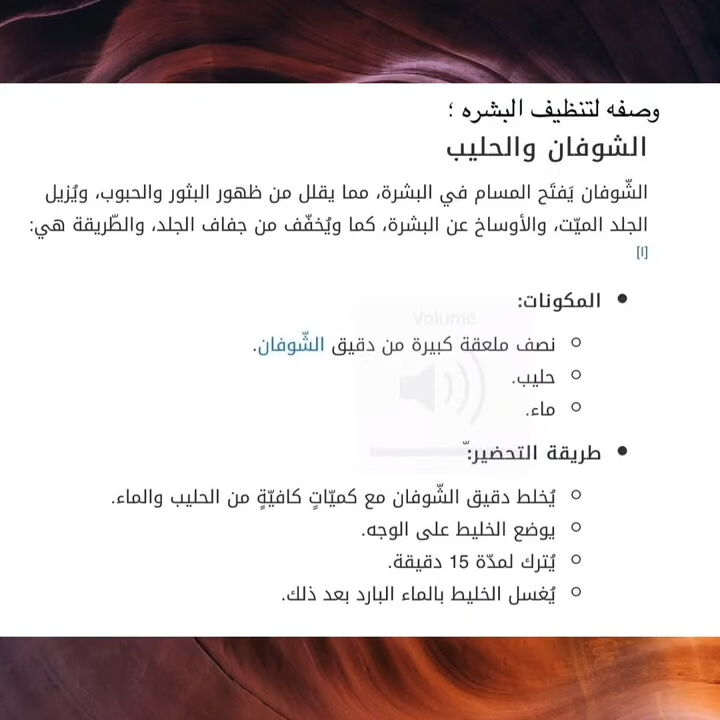 وصفه لتنظيف البشره ؛
الشوفان والحليب
الشّوفان يَفتَح المسام في البشرة، مما يقلل من ظهور البثور والحبوب، ويُزيل
الجلد الميّت، والأوساخ عن البشرة، كما ويُخفّف من جفاف الجلد، والطّريقة هي:
[١]
المكونات:
Volume
نصف ملعقة كبيرة من دقيق الشّوفان.
حليب.
ماء.
طريقة التحضير:ّ
يُخلط دقيق الشّوفان مع كميّاتٍ كافيّةٍ من الحليب والماء.
يوضع الخليط على الوجه.
يُترك لمدّة 15 دقيقة.
يُغسل الخليط بالماء البارد بعد ذلك.